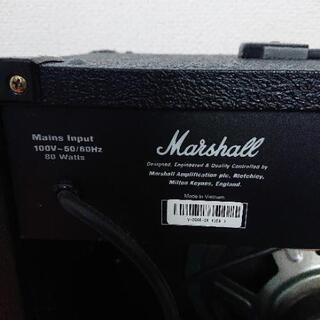 Mains Input
100V~50/60Hz
80 Watts
Marshall
Designed, Engineered & Quality Controlled by
Marshall Amplification plc, Bletchley,
Milton Keynes, England.
Made in Vietnam